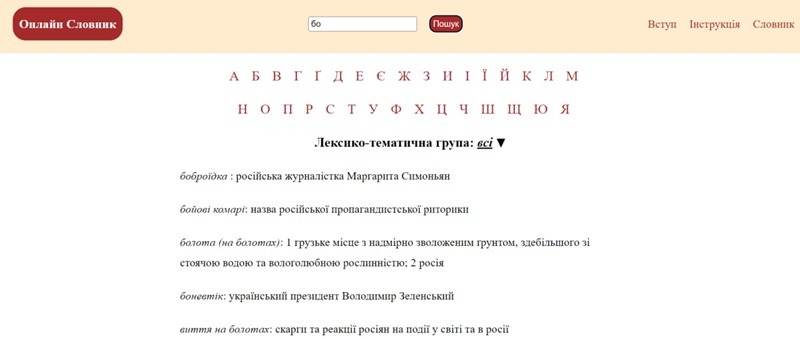 Онлайн Словник
бо
Пошук
Вступ Інструкція Словник
А Б В Г Ґ Д Е Є Ж З И І Ї Й К Л М
Н О П Р С Т У Ф Х Ц Ч Ш Щ Ю Я
Лексико-тематична група: всі ▼
боброїдка : російська журналістка Маргарита Симоньян
бойові комарі: назва російської пропагандистської риторики
болота (на болотах): 1 грузьке місце з надмірно зволоженим ґрунтом, здебільшого зі
стоячою водою та вологолюбною рослинністю; 2 росія
боневтік: український президент Володимир Зеленський
виття на болотах: скарги та реакції росіян на події у світі та в росії